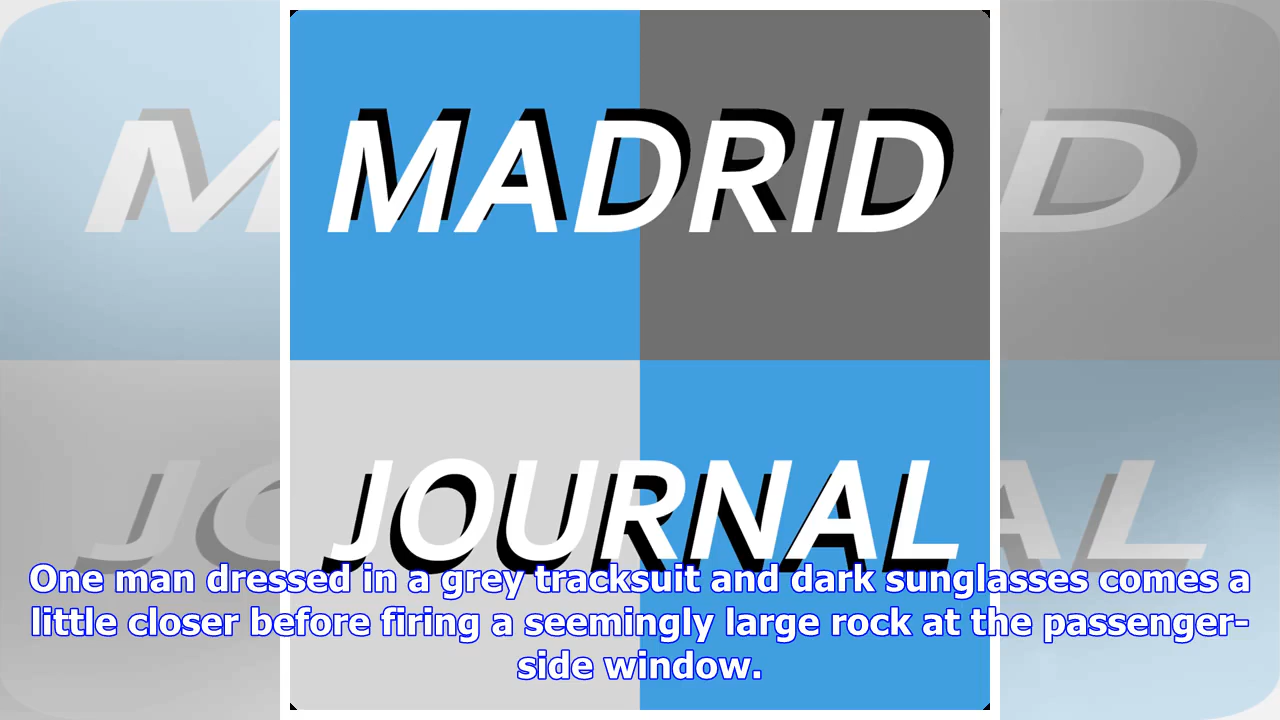 MADRID
JOURNAL
One man dressed in a grey tracksuit and dark sunglasses comes a
little closer before firing a seemingly large rock at the passenger-
side window.